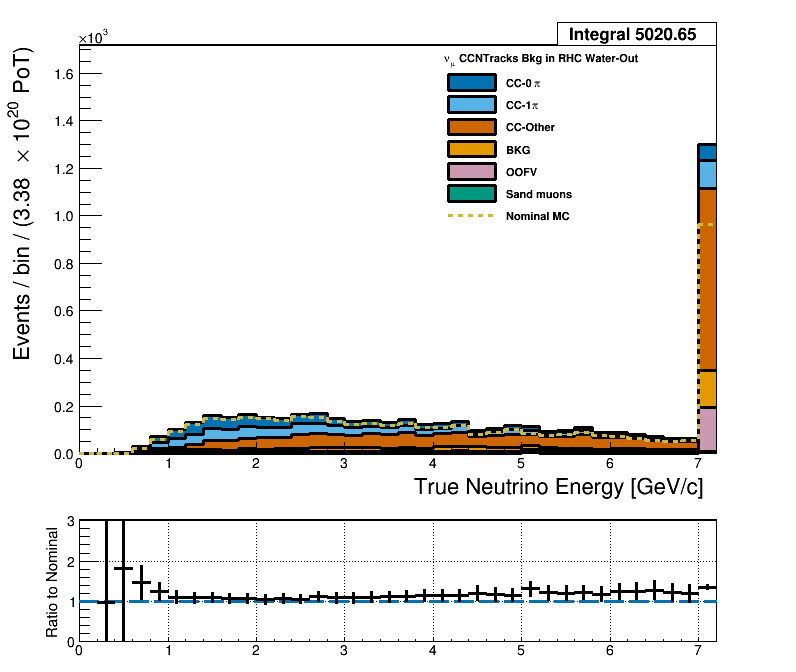 Integral 5020.65
×10³
ν_μ CCNTracks Bkg in RHC Water-Out
CC-0 π
CC-1π
CC-Other
BKG
OOFV
Sand muons
Nominal MC
Events / bin / (3.38 × 10²⁰ PoT)
1.6
1.4
1.2
1.0
0.8
0.6
0.4
0.2
0.0
0 1 2 3 4 5 6 7
True Neutrino Energy [GeV/c]
Ratio to Nominal
3
2
1
0
0 1 2 3 4 5 6 7